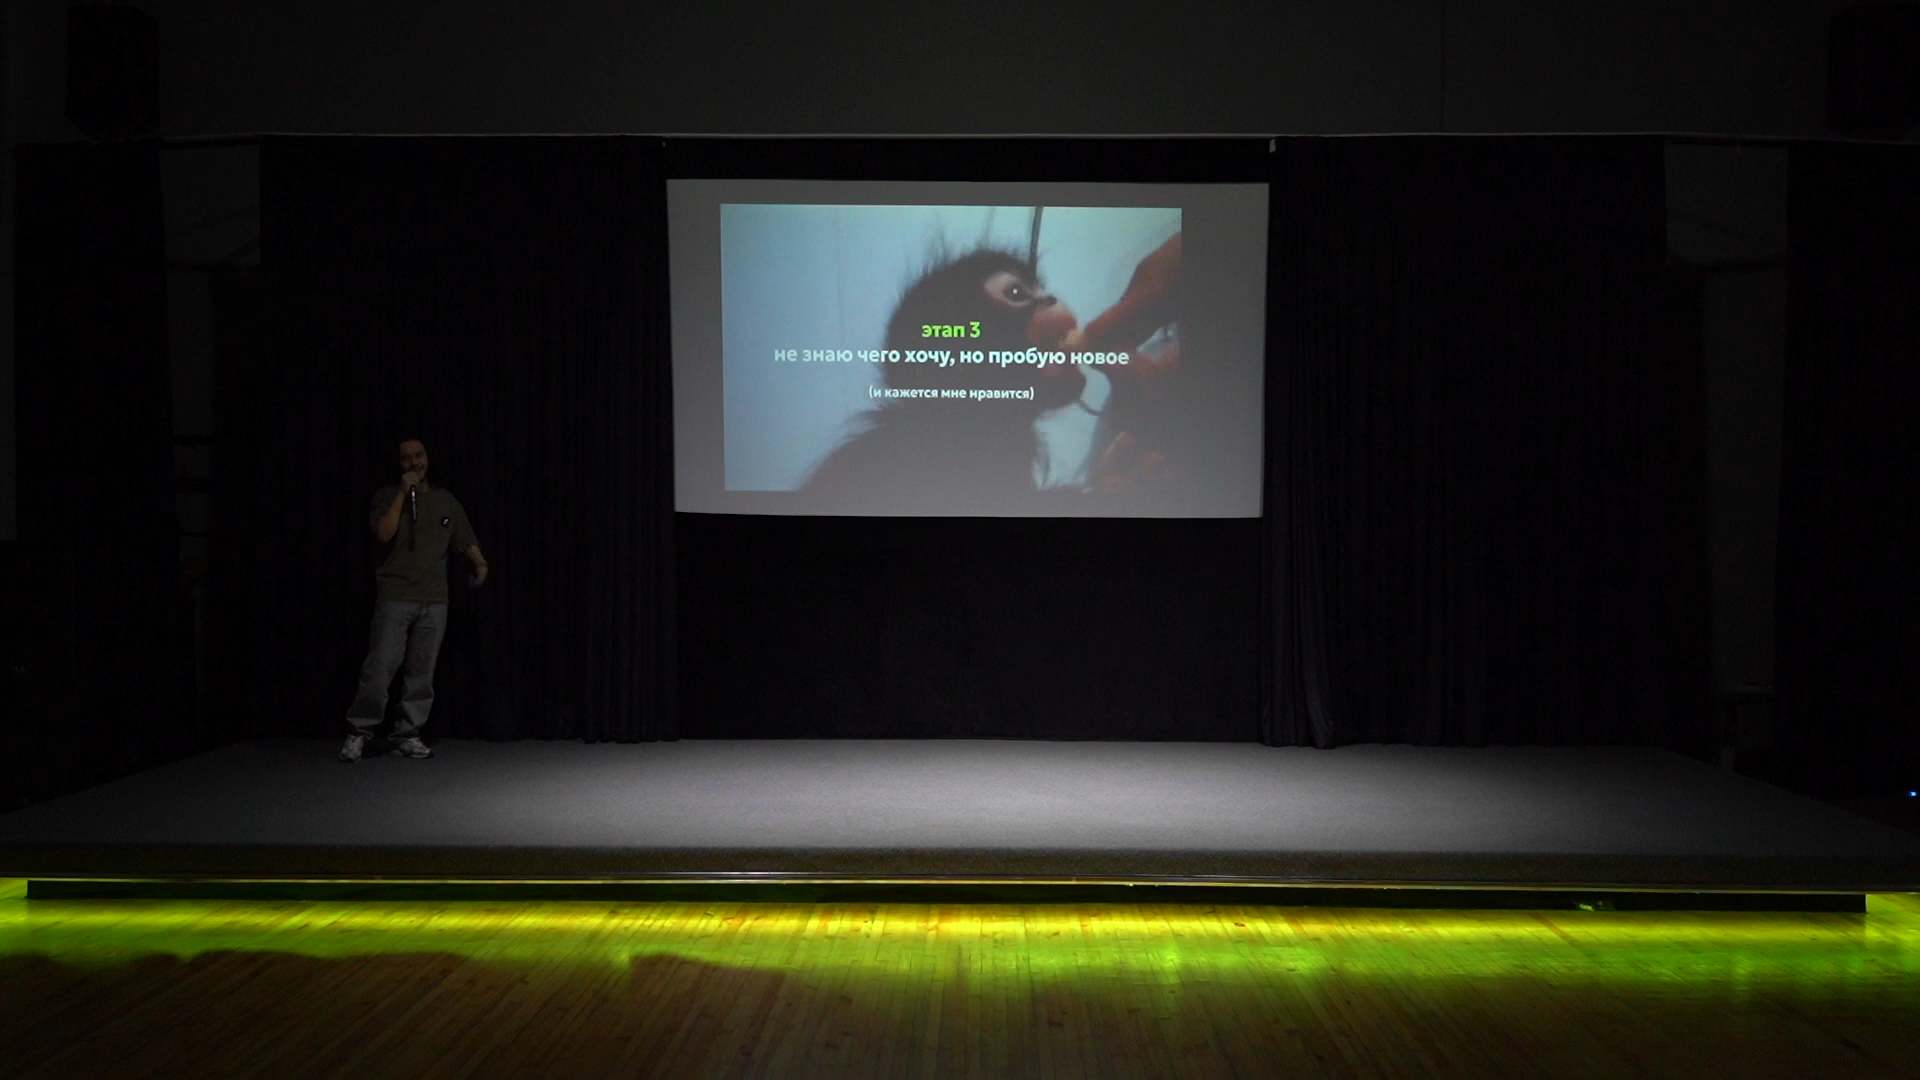 этап 3
не знаю чего хочу, но пробую новое
(и кажется мне нравится)